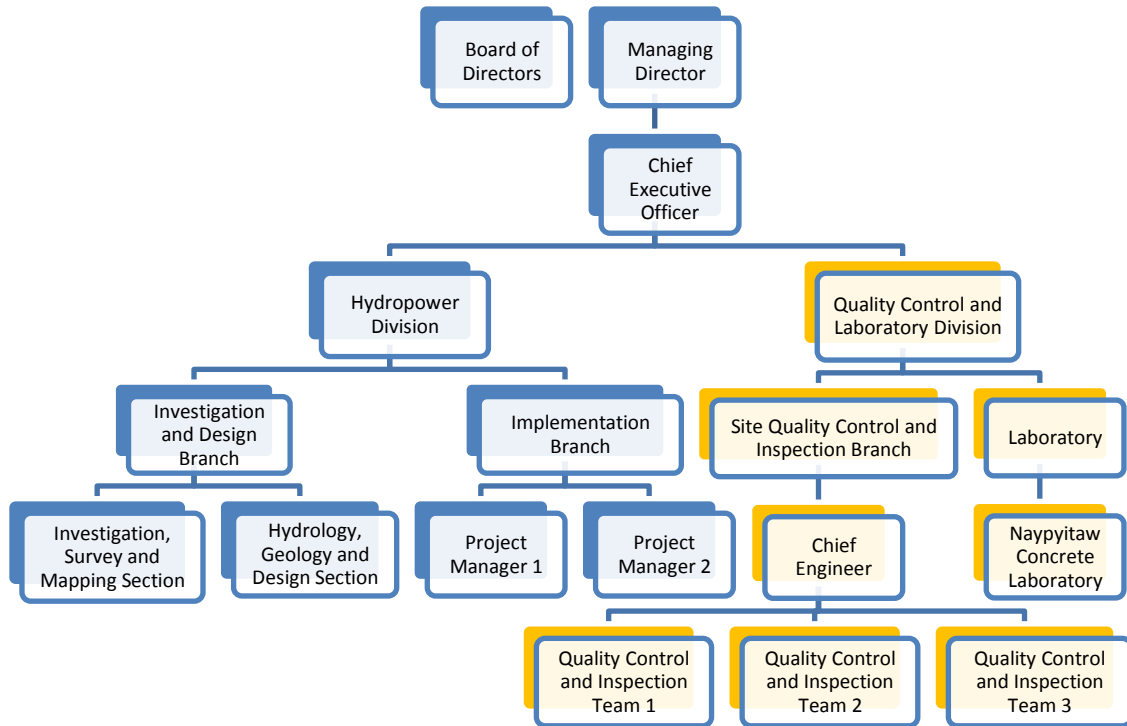 Board of
Directors
Managing
Director
Chief
Executive
Officer
Hydropower
Division
Quality Control and
Laboratory Division
Investigation
and Design
Branch
Implementation
Branch
Site Quality Control and
Inspection Branch
Laboratory
Investigation,
Survey and
Mapping Section
Hydrology,
Geology and
Design Section
Project
Manager 1
Project
Manager 2
Chief
Engineer
Naypyitaw
Concrete
Laboratory
Quality Control
and Inspection
Team 1
Quality Control
and Inspection
Team 2
Quality Control
and Inspection
Team 3